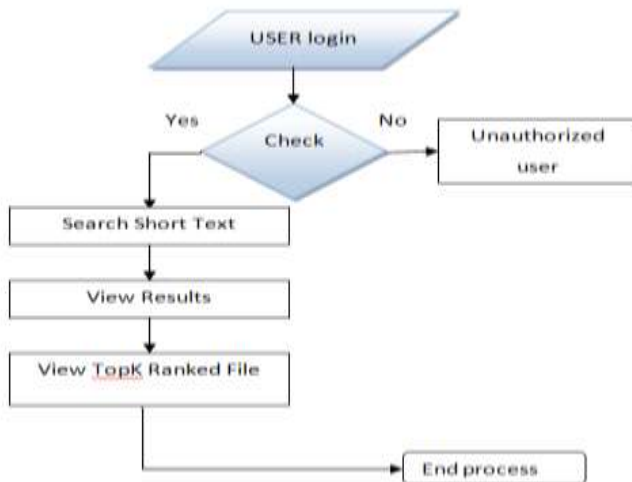 USER login
Yes
No
Check
Unauthorized
user
Search Short Text
View Results
View TopK Ranked File
End process